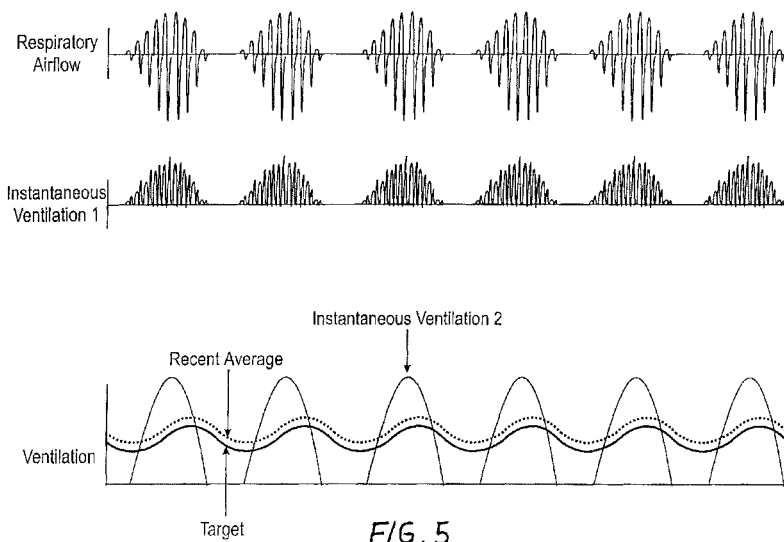 Respiratory
Airflow
Instantaneous
Ventilation 1
Instantaneous Ventilation 2
Recent Average
Ventilation
Target
FIG. 5